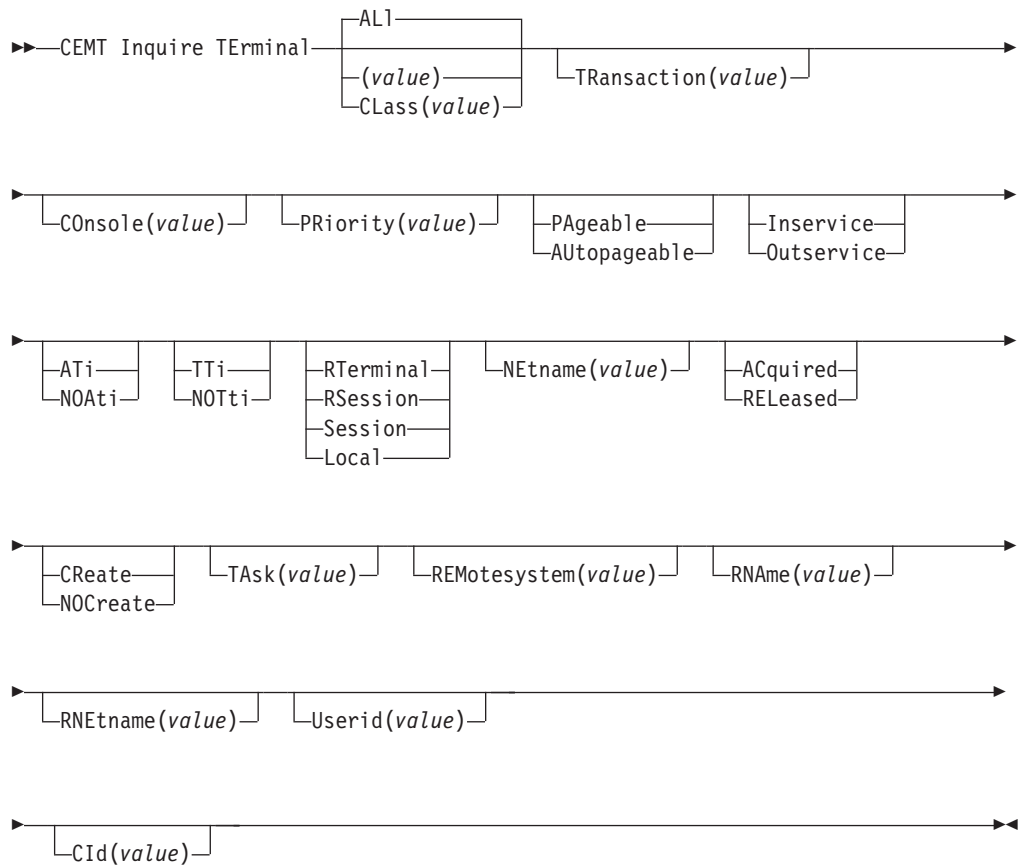 ALl
CEMT Inquire TErminal
(value)
TRansaction(value)
CLass(value)
COnsole(value)
PRiority(value)
PAgeable
Inservice
AUtopageable
Outservice
ATi
TTi
RTerminal
NEtname(value)
ACquired
NOAti
NOTti
RSession
RELeased
Session
Local
CReate
TAsk(value)
REMotesystem(value)
RNAme(value)
NOCreate
RNEtname(value)
Userid(value)
CId(value)